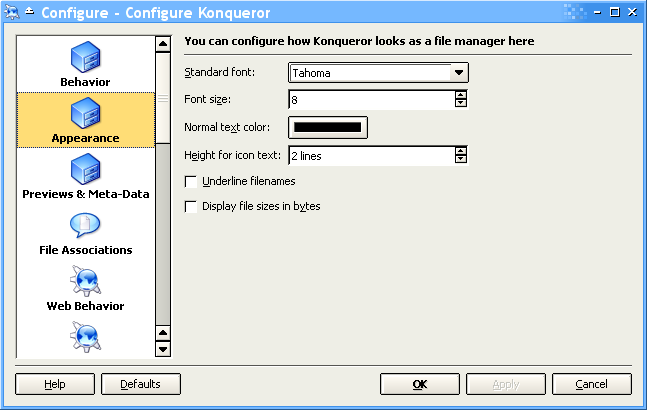 Configure - Configure Konqueror
Behavior
Appearance
Previews & Meta-Data
File Associations
Web Behavior
You can configure how Konqueror looks as a file manager here
Standard font: Tahoma
Font size: 8
Normal text color:
Height for icon text: 2 lines
Underline filenames
Display file sizes in bytes
Help Defaults OK Apply Cancel